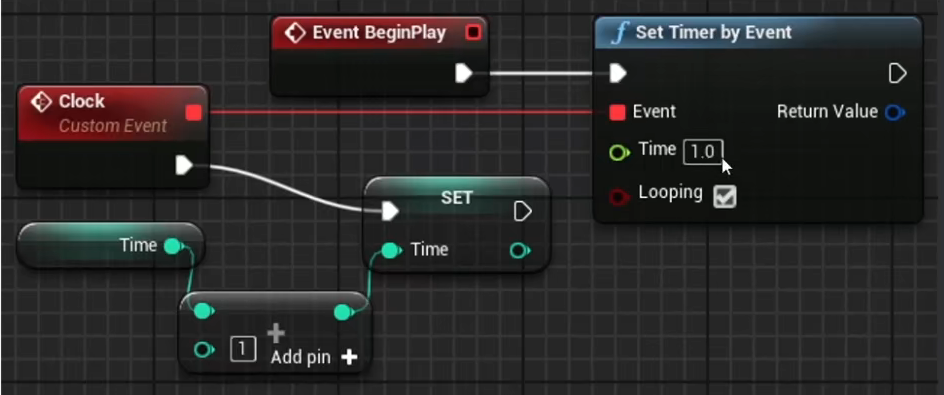 Event BeginPlay
Set Timer by Event
Event
Return Value
Time 1.0
Looping
Clock
Custom Event
SET
Time
Time
1
Add pin